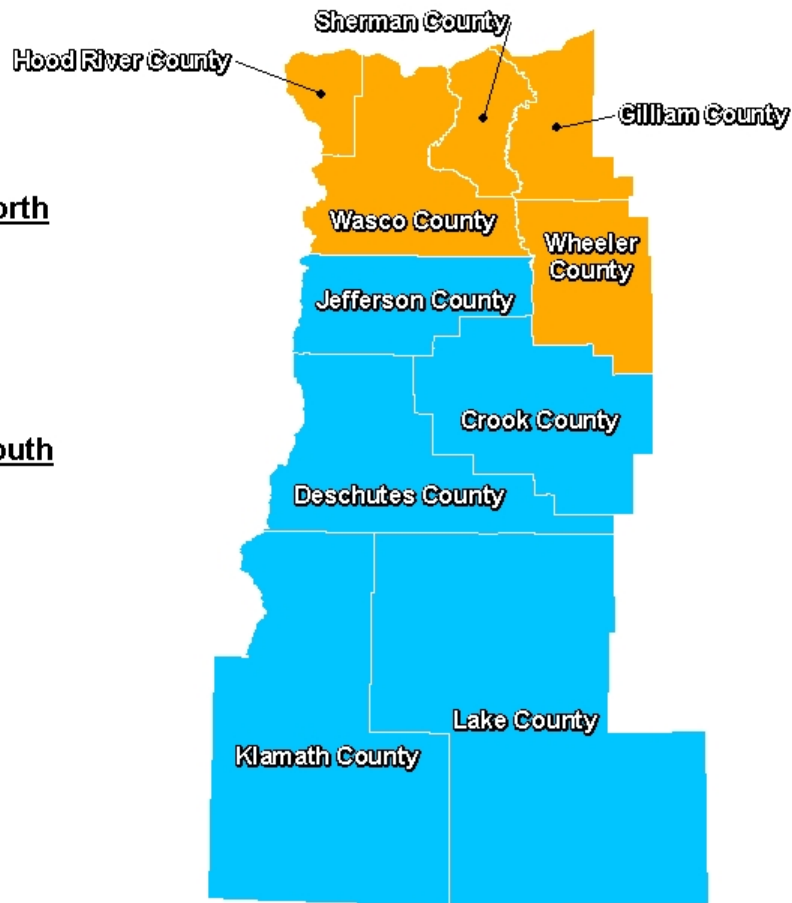 Sherman County
Hood River County
Gilliam County
orth
Wasco County
Wheeler
County
Jefferson County
Crook County
outh
Deschutes County
Lake County
Klamath County